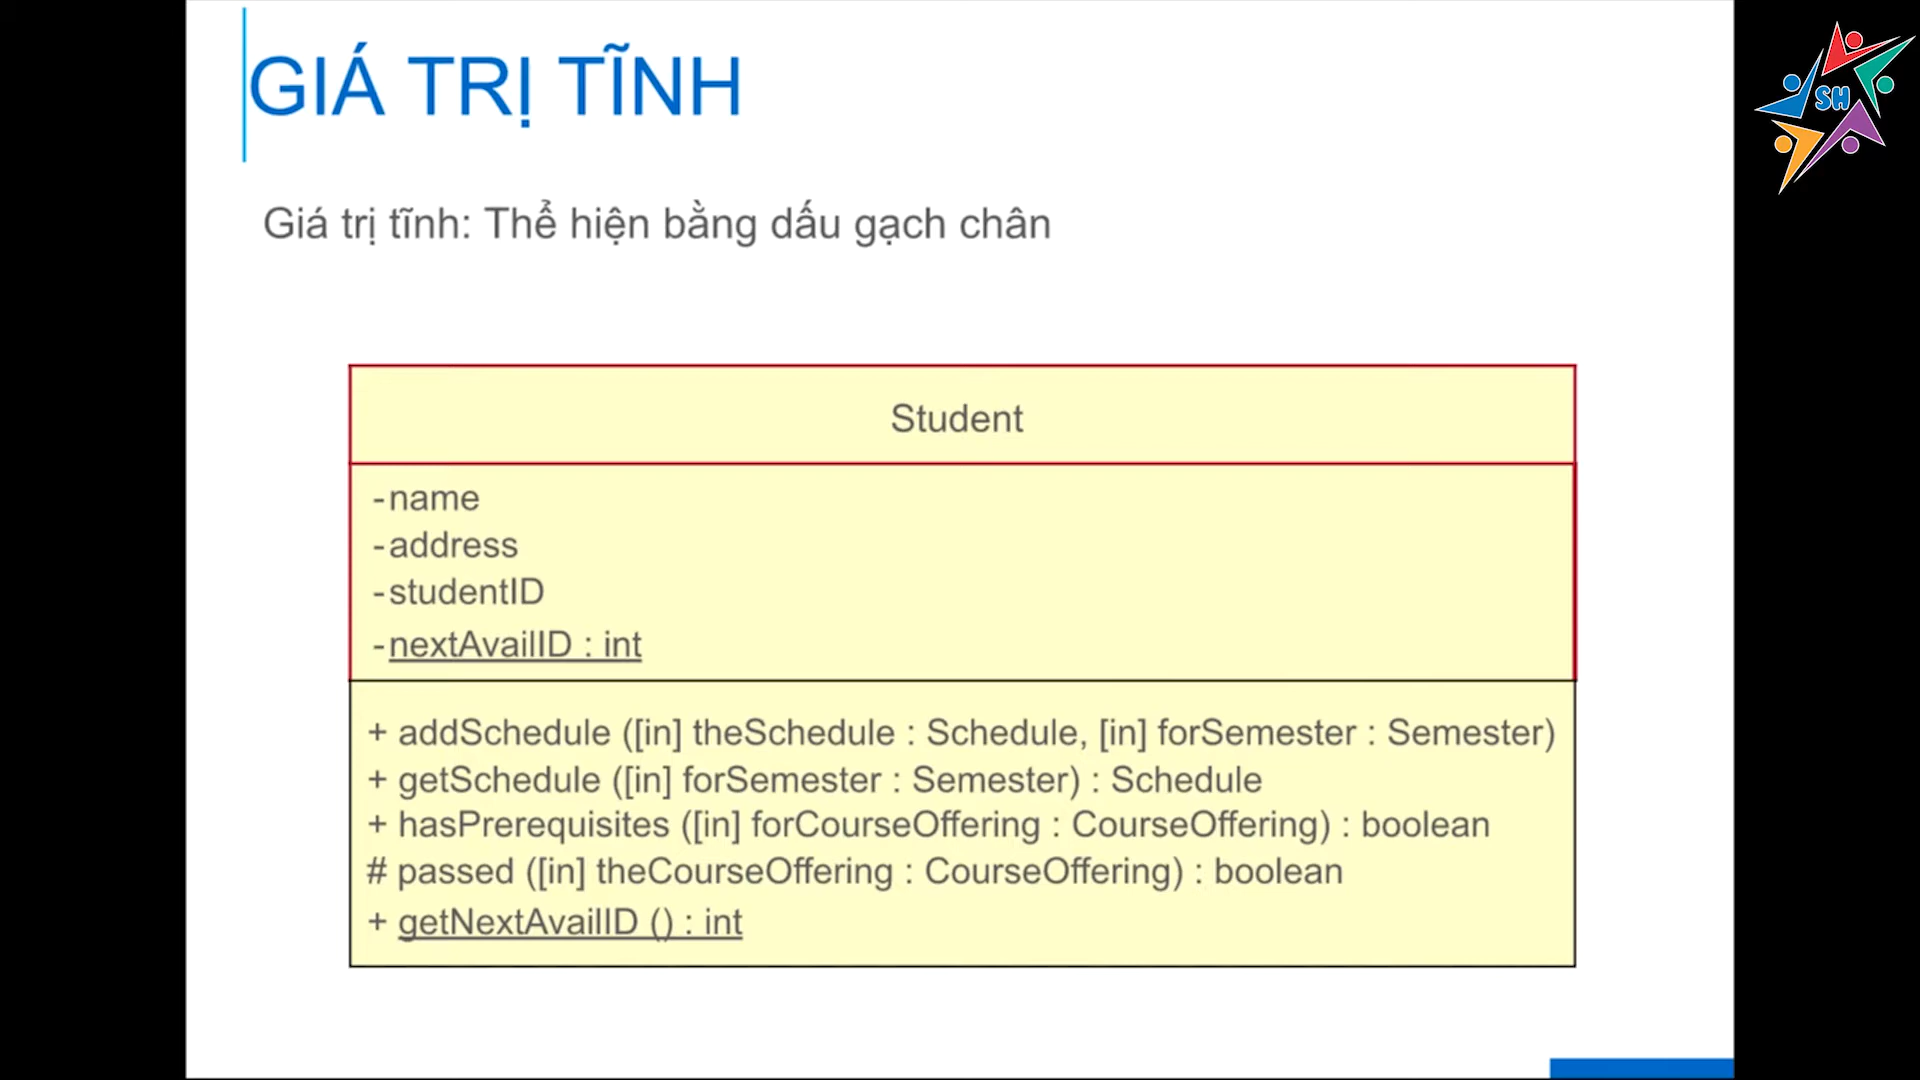 GIÁ TRỊ TĨNH
SH
Giá trị tĩnh: Thể hiện bằng dấu gạch chân
Student
-name
-address
-studentID
-nextAvailID : int
+ addSchedule ([in] theSchedule : Schedule, [in] forSemester : Semester)
+ getSchedule ([in] forSemester : Semester) : Schedule
+ hasPrerequisites ([in] forCourseOffering : CourseOffering) : boolean
# passed ([in] theCourseOffering : CourseOffering) : boolean
+ getNextAvailID () : int